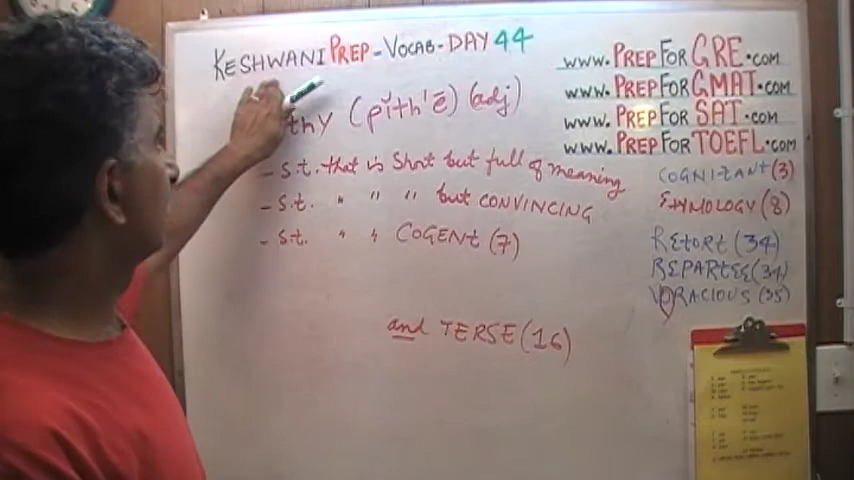 KESHWANI PREP - VOCAB - DAY 44
thy (pĭth'ē) (adj)
- s.t. that is Short but full of meaning
- s.t. " " " but CONVINCING
- s.t. " " COGENT (7)
and TERSE (16)
www. PREPFORGRE.com
www. PREPFORGMAT.com
www. PREPFORSAT.com
www. PREPFORTOEFL.com
COGNIZANT (3)
ETYMOLOGY (8)
RETORT (34)
REPARTEE (34)
VORACIOUS (35)